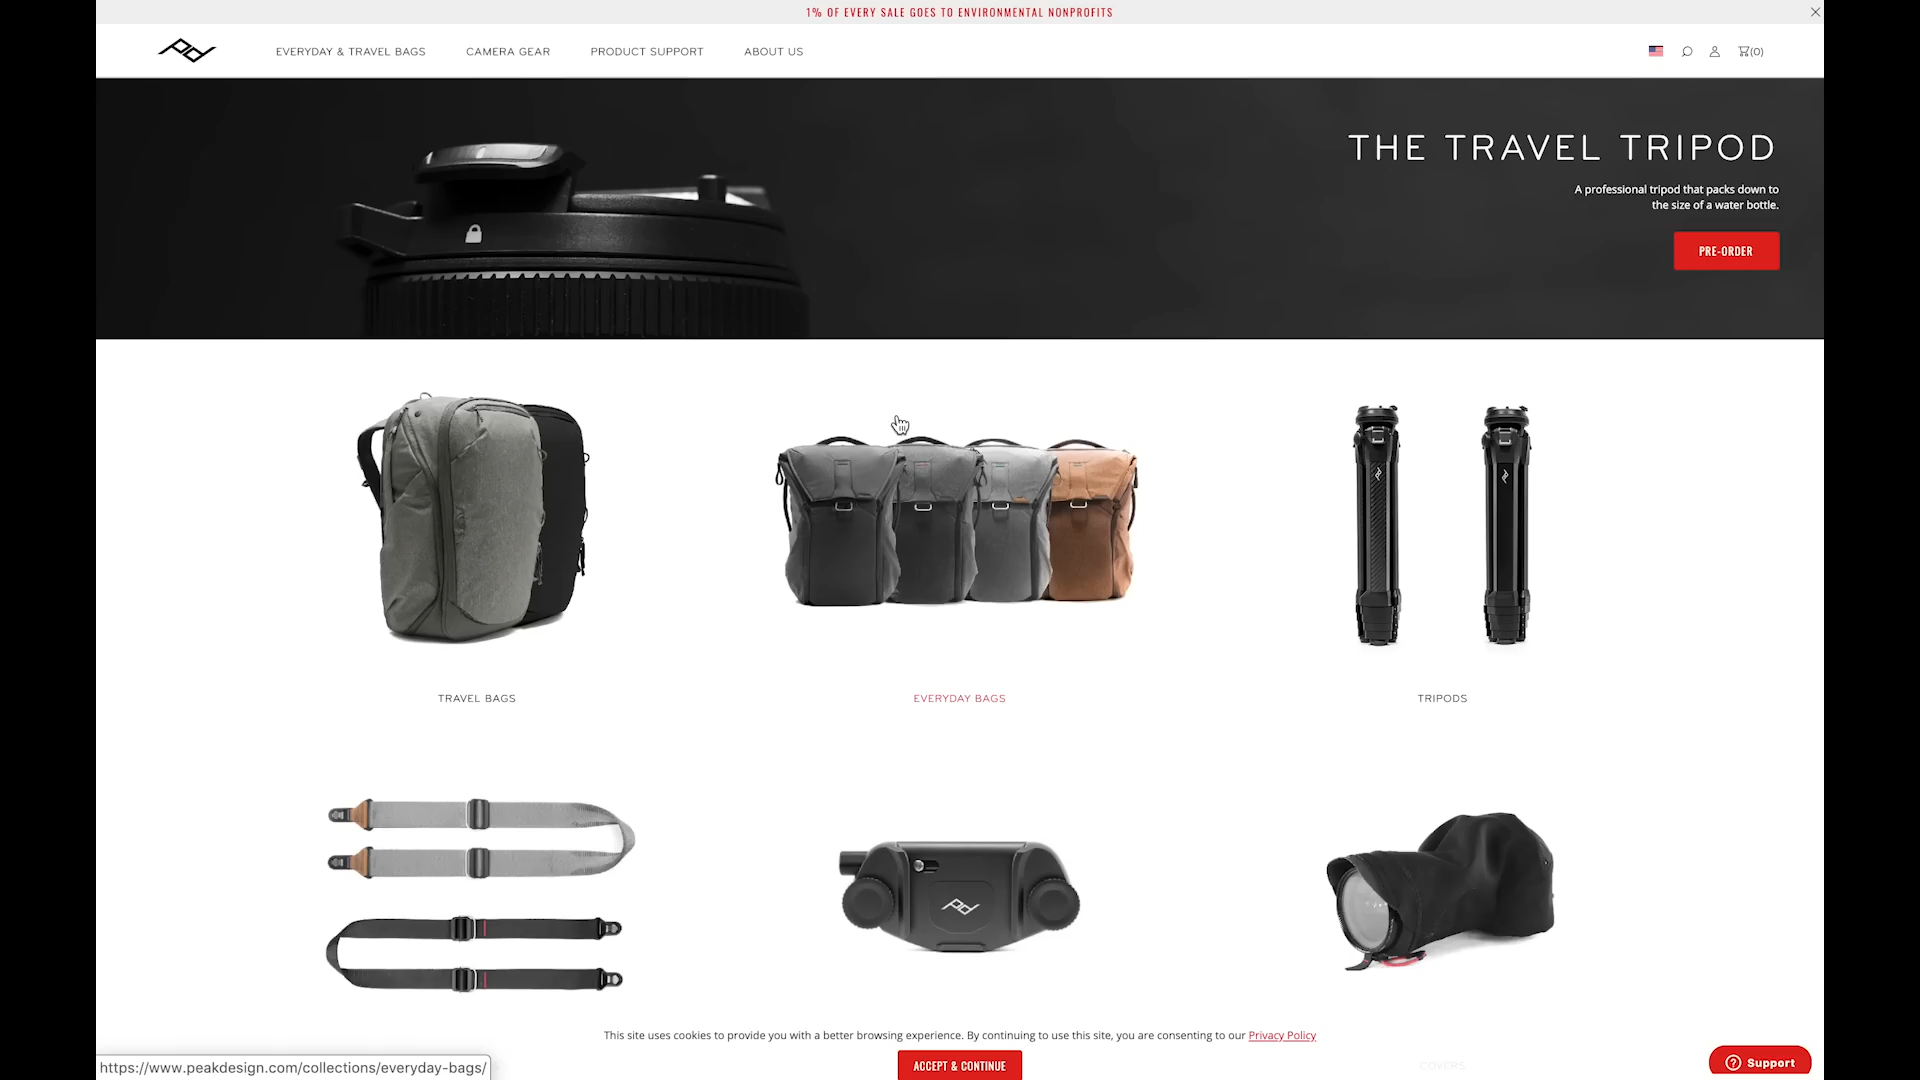 1% OF EVERY SALE GOES TO ENVIRONMENTAL NONPROFITS
EVERYDAY & TRAVEL BAGS
CAMERA GEAR
PRODUCT SUPPORT
ABOUT US
(0)
THE TRAVEL TRIPOD
A professional tripod that packs down to
the size of a water bottle.
PRE-ORDER
TRAVEL BAGS
EVERYDAY BAGS
TRIPODS
This site uses cookies to provide you with a better browsing experience. By continuing to use this site, you are consenting to our Privacy Policy
ACCEPT & CONTINUE
COVERS
Support
https://www.peakdesign.com/collections/everyday-bags/